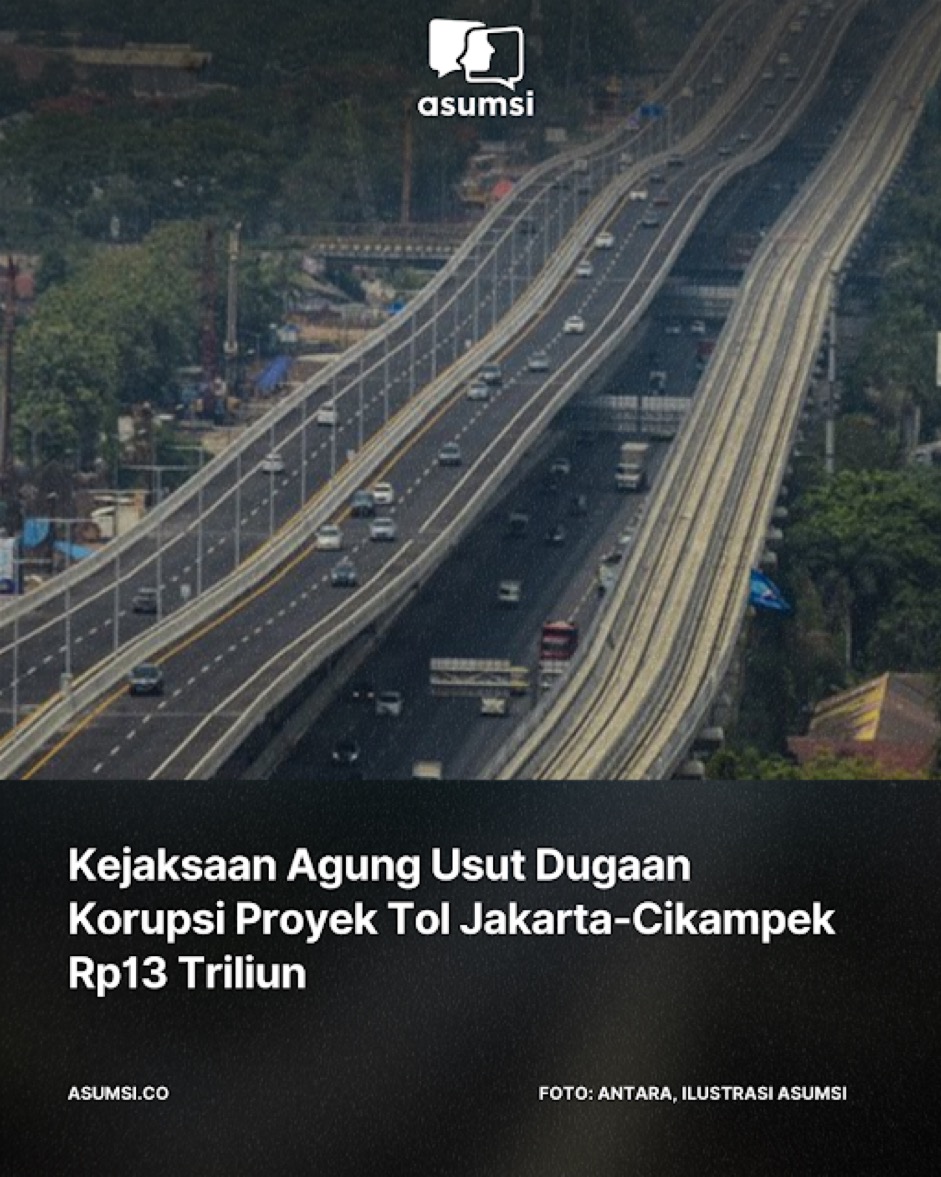 asumsi
Kejaksaan Agung Usut Dugaan
Korupsi Proyek Tol Jakarta-Cikampek
Rp13 Triliun
ASUMSI.CO
FOTO: ANTARA, ILUSTRASI ASUMSI